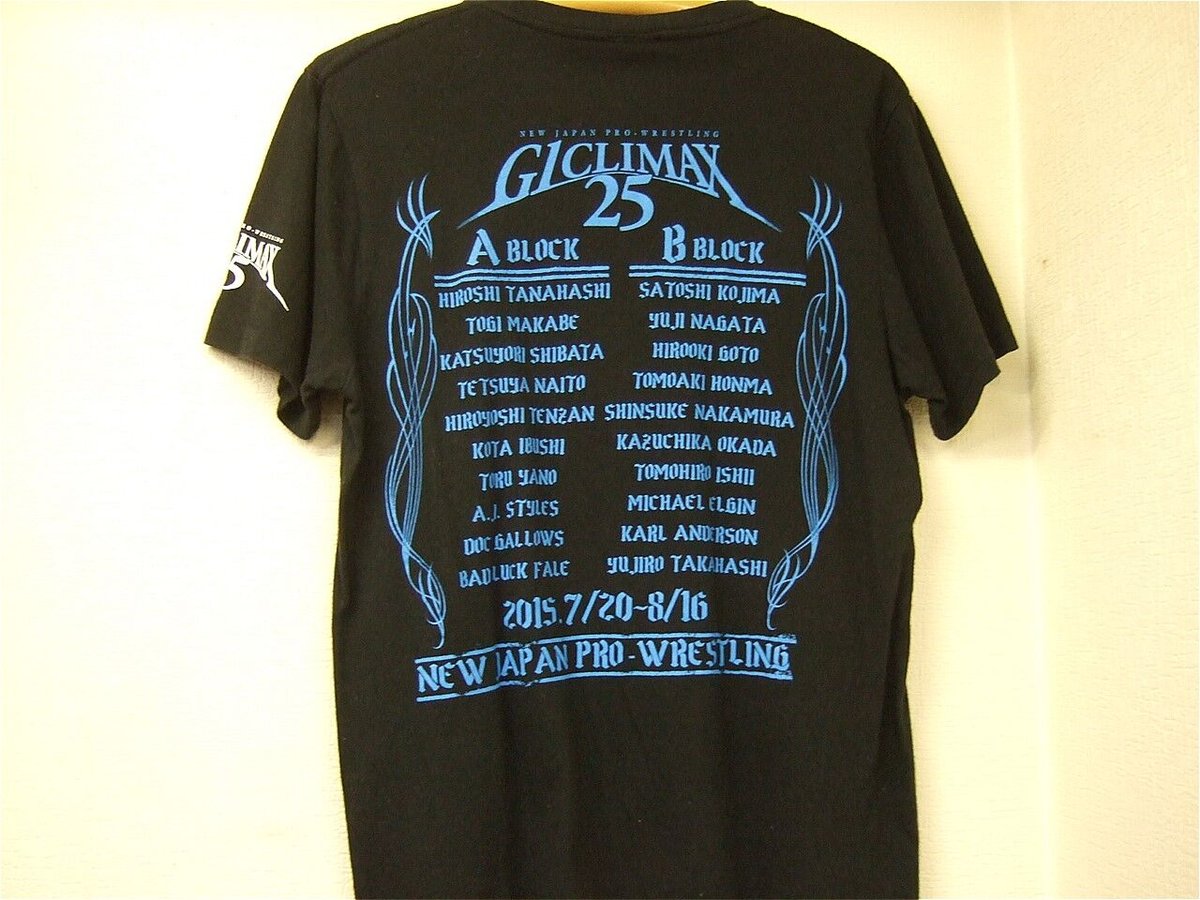 NEW JAPAN PRO-WRESTLING
G1 CLIMAX
25
A BLOCK
HIROSHI TANAHASHI
TOGI MAKABE
KATSUYORI SHIBATA
TETSUYA NAITO
HIROYOSHI TENZAN
KOTA IBUSHI
TORU YANO
A.J. STYLES
DOC GALLOWS
BAD LUCK FALE
B BLOCK
SATOSHI KOJIMA
YUJI NAGATA
HIROOKI GOTO
TOMOAKI HONMA
SHINSUKE NAKAMURA
KAZUCHIKA OKADA
TOMOHIRO ISHII
MICHAEL ELGIN
KARL ANDERSON
YUJIRO TAKAHASHI
2015.7/20~8/16
NEW JAPAN PRO-WRESTLING